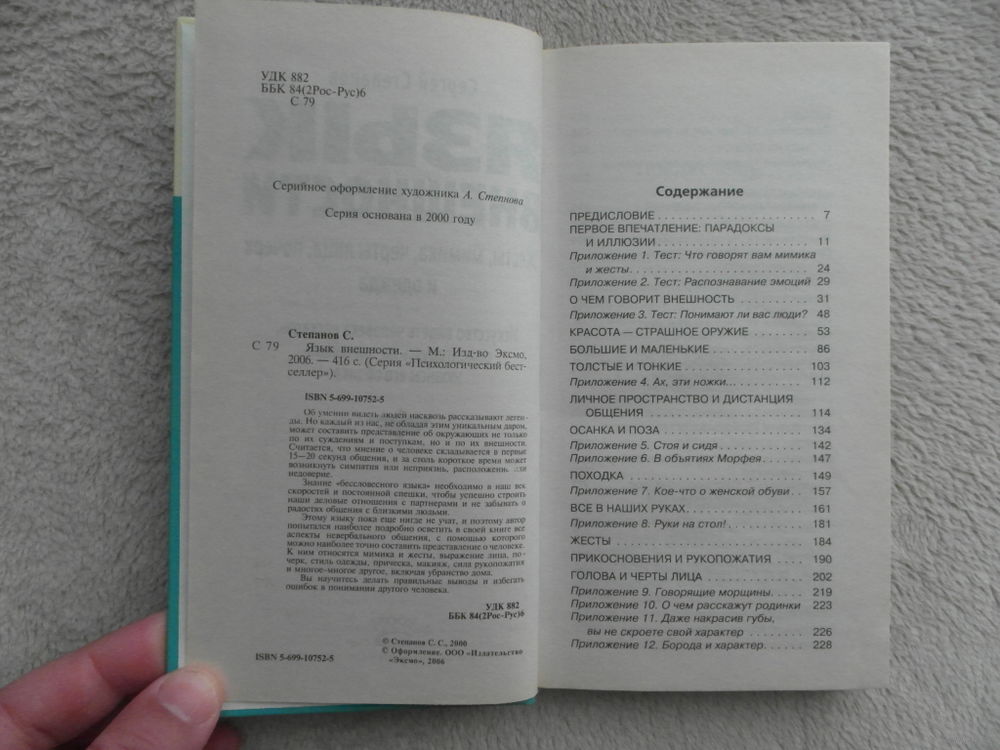 УДК 882
ББК 84(2Рос-Рус)6
С 79
Серийное оформление художника А. Степнова
Серия основана в 2000 году
Степанов С.
С 79 Язык внешности. — М.: Изд-во Эксмо,
2006. — 416 с. (Серия «Психологический бест-
селлер»).
ISBN 5-699-10752-5
Об умении видеть людей насквозь рассказывают леген-
ды. Но каждый из нас, не обладая этим уникальным даром,
может составить представление об окружающих не только
по их суждениям и поступкам, но и по их внешности.
Считается, что мнение о человеке складывается в первые
15—20 секунд общения, и за столь короткое время может
возникнуть симпатия или неприязнь, расположение или
недоверие.
Знание «бессловесного языка» необходимо в наш век
скоростей и постоянной спешки, чтобы успешно строить
наши деловые отношения с партнерами и не забывать о
радостях общения с близкими людьми.
Этому языку пока еще нигде не учат, и поэтому автор
попытался наиболее подробно осветить в своей книге все
аспекты невербального общения, с помощью которого
можно наиболее точно составить представление о человеке.
К ним относятся мимика и жесты, выражение лица, по-
черк, стиль одежды, прическа, макияж, сила рукопожатия
и многое-многое другое, включая убранство дома.
Вы научитесь делать правильные выводы и избегать
ошибок в понимании другого человека.
УДК 882
ББК 84(2Рос-Рус)6
© Степанов С. С., 2000
© Оформление. ООО «Издательство
«Эксмо», 2006
ISBN 5-699-10752-5
Содержание
ПРЕДИСЛОВИЕ . . . . . . . . . . . . . . . . . . . . . . . 7
ПЕРВОЕ ВПЕЧАТЛЕНИЕ: ПАРАДОКСЫ
И ИЛЛЮЗИИ . . . . . . . . . . . . . . . . . . . . . . 11
Приложение 1. Тест: Что говорят вам мимика
и жесты. . . . . . . . . . . . . . . . . . . . . . . . . 24
Приложение 2. Тест: Распознавание эмоций 29
О ЧЕМ ГОВОРИТ ВНЕШНОСТЬ . . . . . . . . . . 31
Приложение 3. Тест: Понимают ли вас люди? 48
КРАСОТА — СТРАШНОЕ ОРУЖИЕ . . . . . . . . 53
БОЛЬШИЕ И МАЛЕНЬКИЕ . . . . . . . . . . . . . . 86
ТОЛСТЫЕ И ТОНКИЕ . . . . . . . . . . . . . . . . . 103
Приложение 4. Ах, эти ножки... . . . . . . . . . . 112
ЛИЧНОЕ ПРОСТРАНСТВО И ДИСТАНЦИЯ
ОБЩЕНИЯ . . . . . . . . . . . . . . . . . . . . . . . 114
ОСАНКА И ПОЗА . . . . . . . . . . . . . . . . . . . . 134
Приложение 5. Стоя и сидя . . . . . . . . . . . . . 142
Приложение 6. В объятиях Морфея. . . . . . . 147
ПОХОДКА . . . . . . . . . . . . . . . . . . . . . . . . . 149
Приложение 7. Кое-что о женской обуви . . 157
ВСЕ В НАШИХ РУКАХ. . . . . . . . . . . . . . . . . 161
Приложение 8. Руки на стол! . . . . . . . . . . . . 181
ЖЕСТЫ . . . . . . . . . . . . . . . . . . . . . . . . . . . 184
ПРИКОСНОВЕНИЯ И РУКОПОЖАТИЯ . . . . 190
ГОЛОВА И ЧЕРТЫ ЛИЦА . . . . . . . . . . . . . . 202
Приложение 9. Говорящие морщины. . . . . . 219
Приложение 10. О чем расскажут родинки 223
Приложение 11. Даже накрасив губы,
вы не скроете свой характер . . . . . . . . 226
Приложение 12. Борода и характер. . . . . . . 228